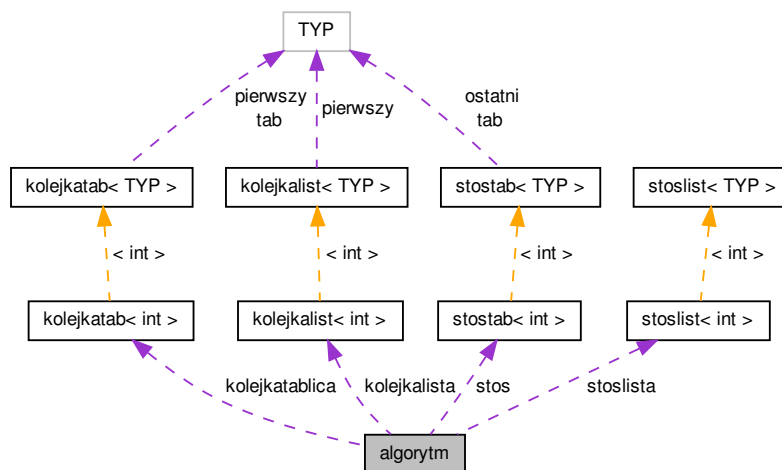 TYP
pierwszy
tab
pierwszy
ostatni
tab
kolejkatab< TYP >
kolejkalist< TYP >
stostab< TYP >
stoslist< TYP >
< int >
< int >
< int >
< int >
kolejkatab< int >
kolejkalist< int >
stostab< int >
stoslist< int >
kolejkatablica
kolejkalista
stos
stoslista
algorytm